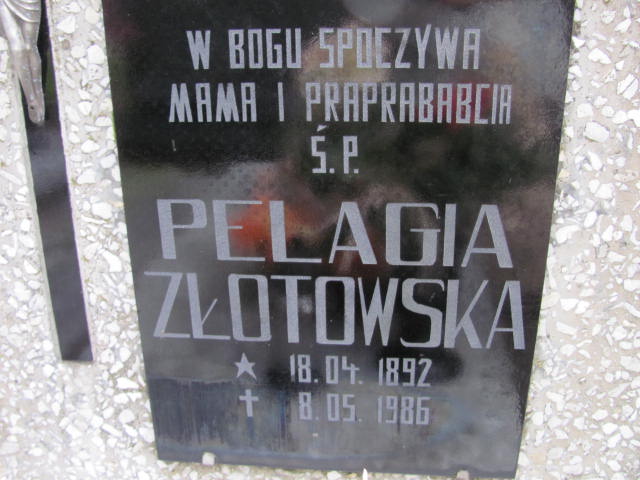 W BOGU SPOCZYWA
MAMA I PRAPRABABCIA
Ś.P.
PELAGIA
ZŁOTOWSKA
★ 18.04.1892
✝ 8.05.1986